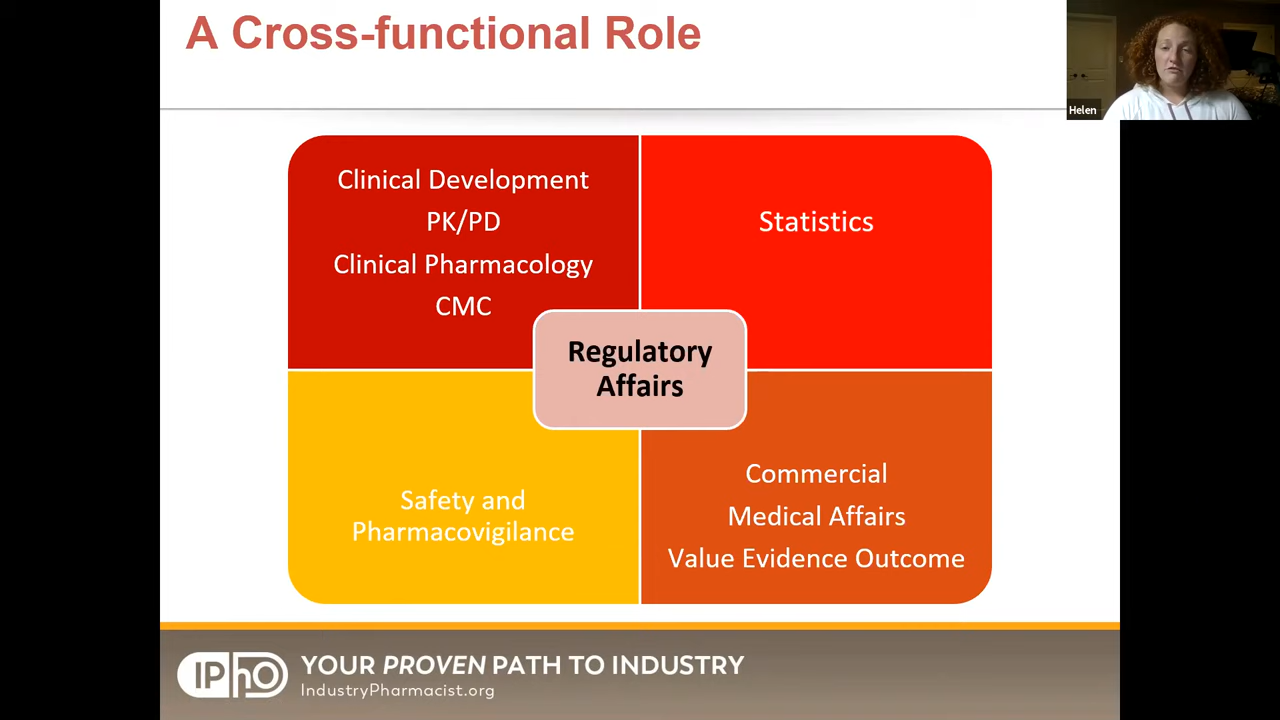 A Cross-functional Role
Helen
Clinical Development
PK/PD
Clinical Pharmacology
CMC
Statistics
Regulatory
Affairs
Safety and
Pharmacovigilance
Commercial
Medical Affairs
Value Evidence Outcome
IPhO
YOUR PROVEN PATH TO INDUSTRY
IndustryPharmacist.org